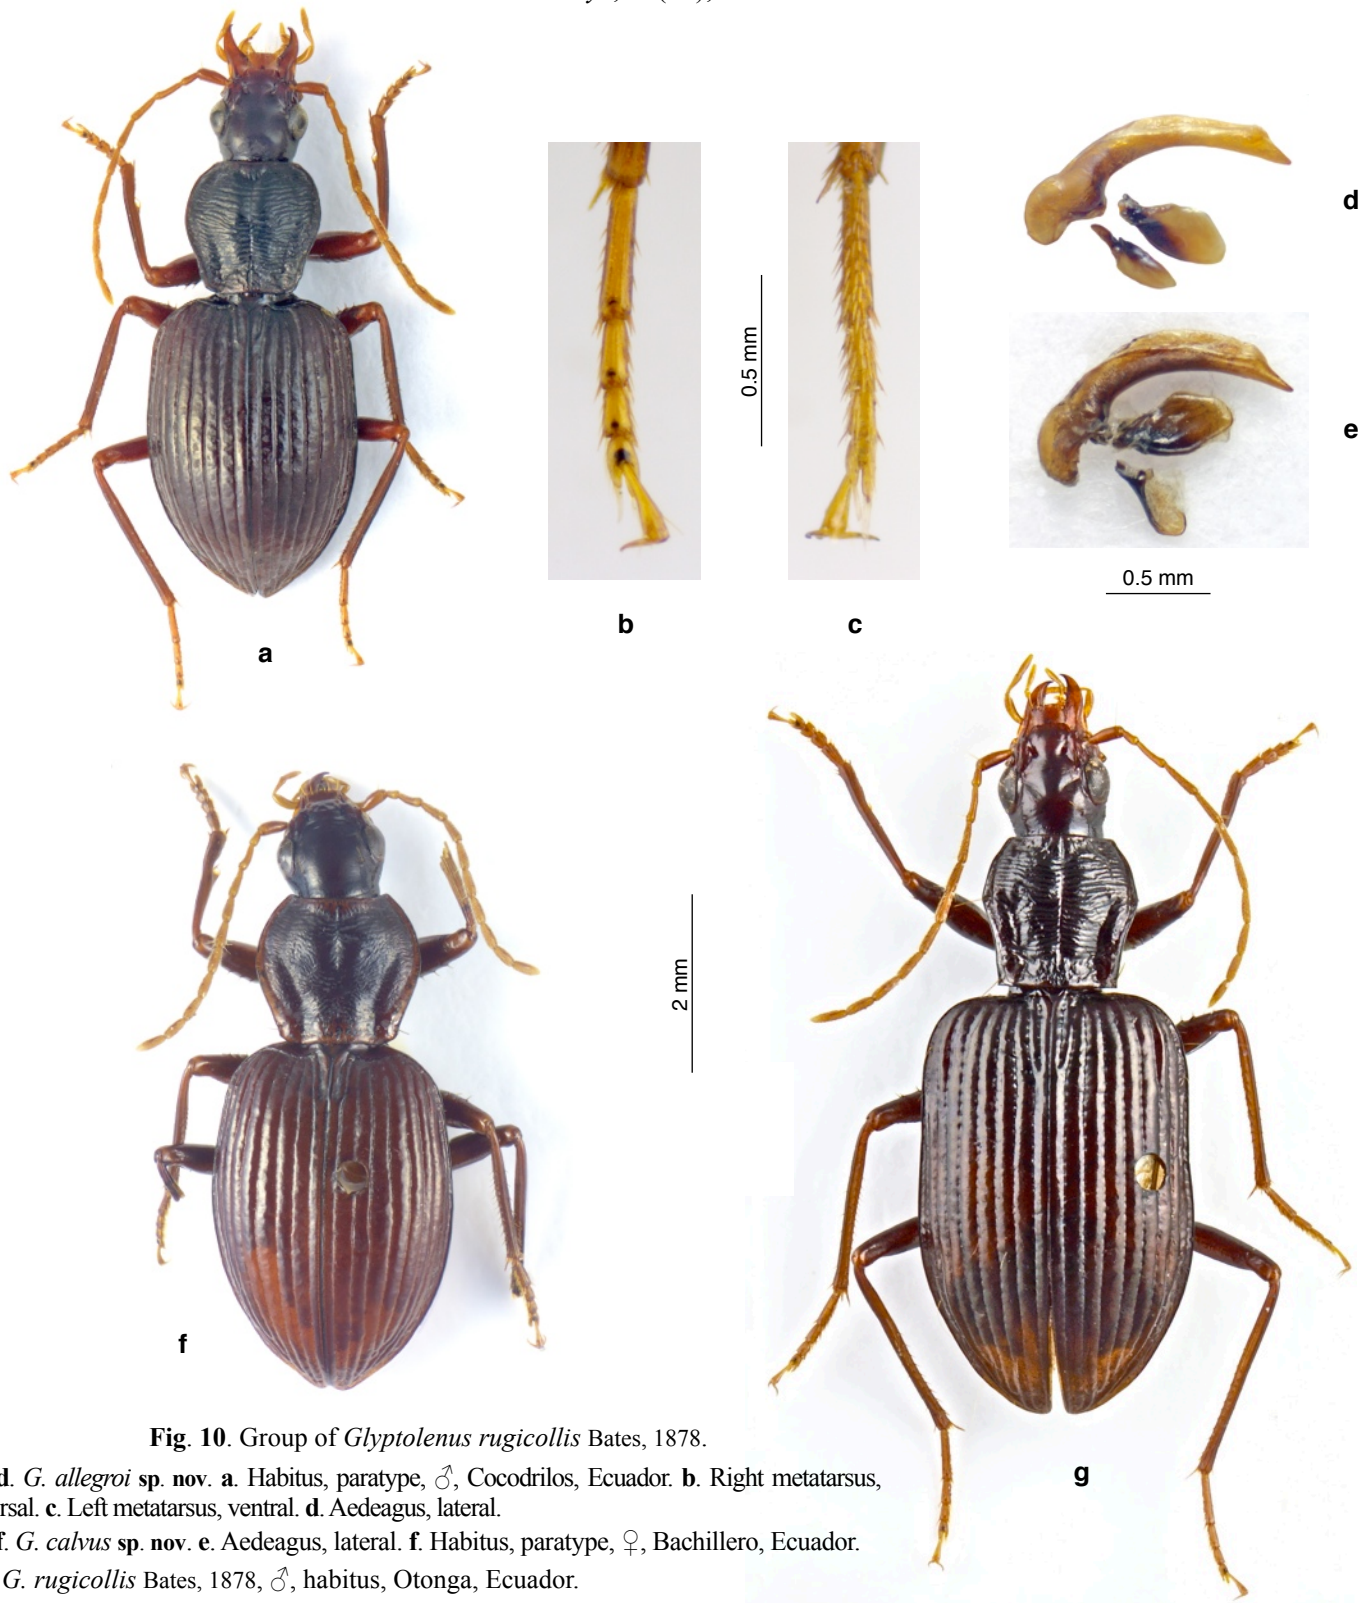 d
0.5 mm
e
0.5 mm
b
c
a
2 mm
f
g
Fig. 10. Group of Glyptolenus rugicollis Bates, 1878.
d. G. allegroi sp. nov. a. Habitus, paratype, ♂, Cocodrilos, Ecuador. b. Right metatarsus,
rsal. c. Left metatarsus, ventral. d. Aedeagus, lateral.
f. G. calvus sp. nov. e. Aedeagus, lateral. f. Habitus, paratype, ♀, Bachillero, Ecuador.
G. rugicollis Bates, 1878, ♂, habitus, Otonga, Ecuador.